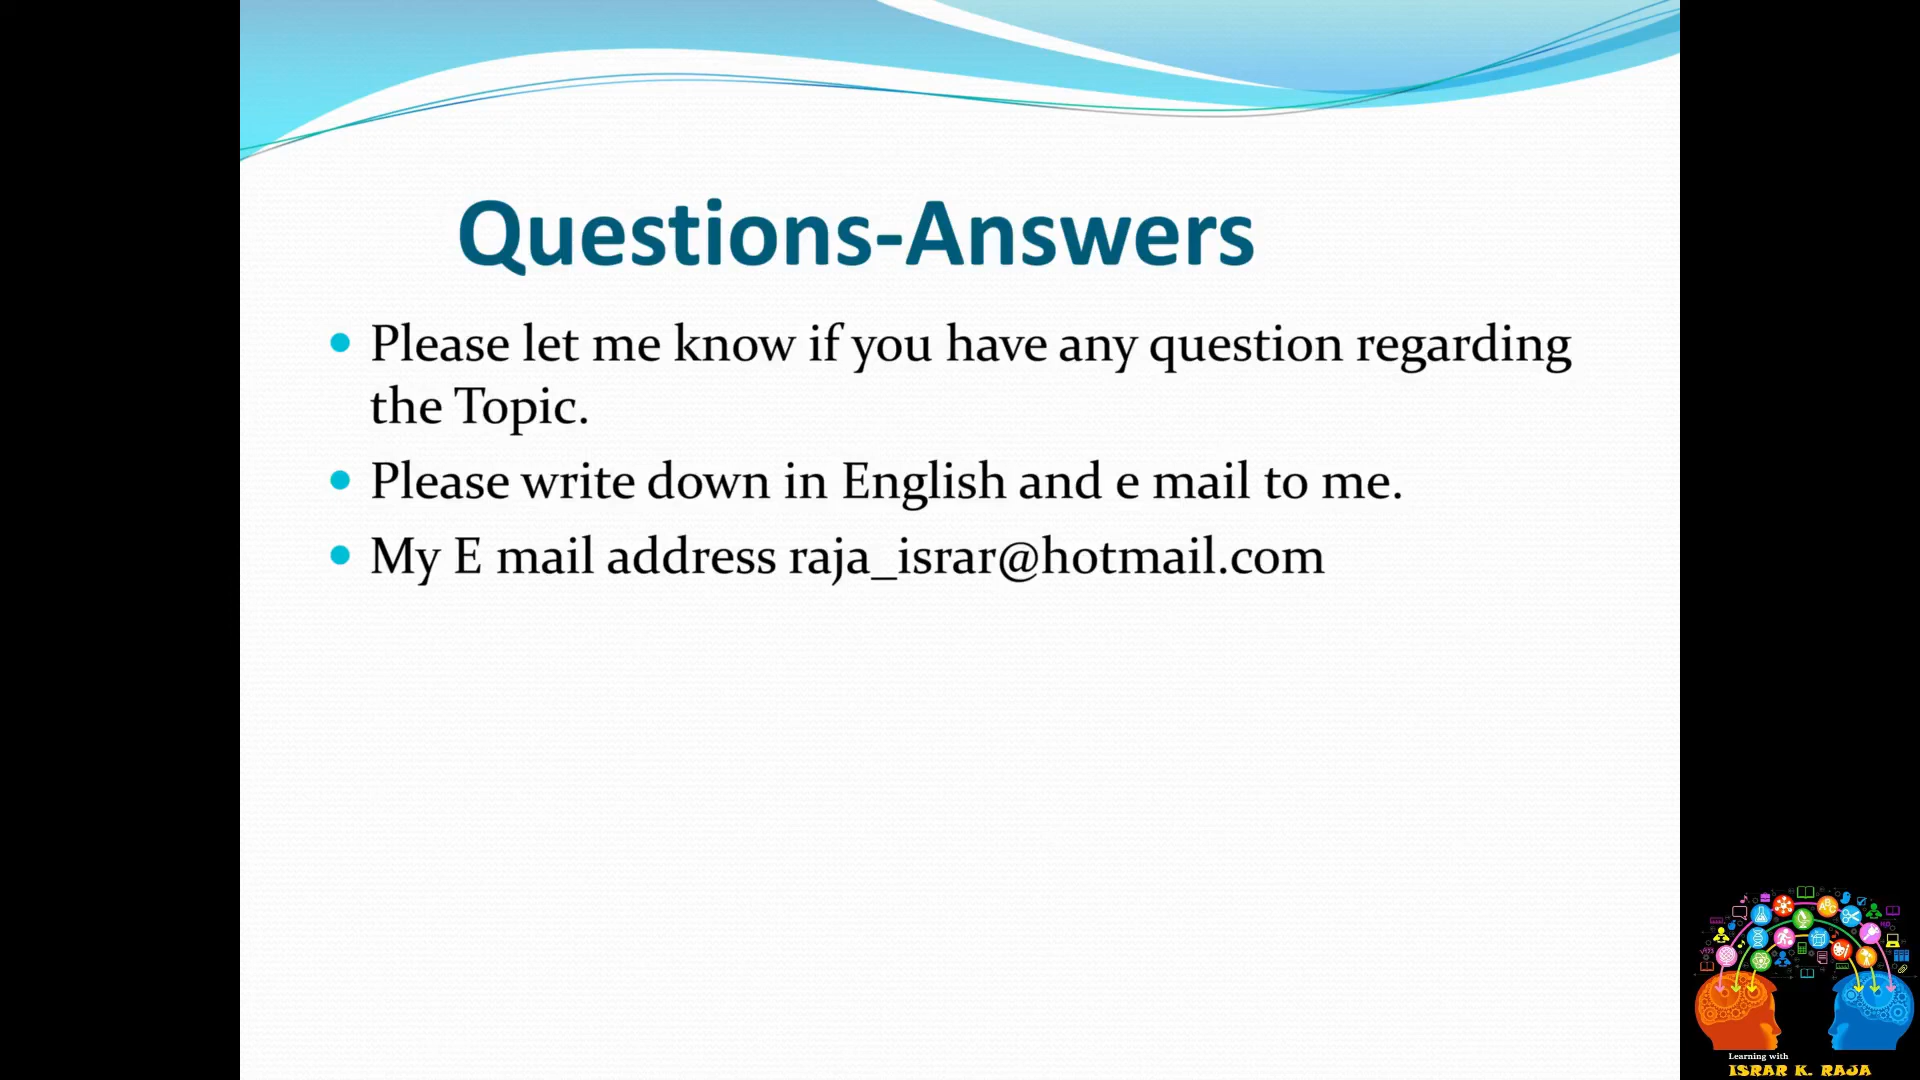 Questions-Answers
Please let me know if you have any question regarding
the Topic.
Please write down in English and e mail to me.
My E mail address raja_israr@hotmail.com
Learning with
ISRAR K. RAJA